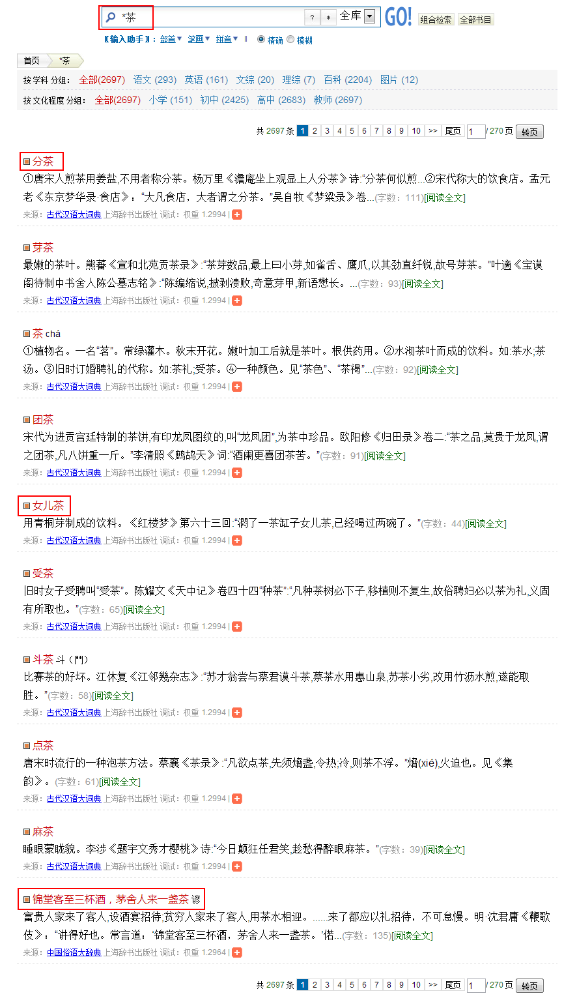 *茶 ? * 全库 GO! 组合检索 全部书目
〖输入助手〗: 部首 笔画 拼音 || 精确 模糊
首页 *茶
按学科分组: 全部(2697) 语文 (293) 英语 (161) 文综 (20) 理综 (7) 百科 (2204) 图片 (12)
按文化程度分组: 全部(2697) 小学 (151) 初中 (2425) 高中 (2683) 教师 (2697)
共 2697 条 1 2 3 4 5 6 7 8 9 10 >> 尾页 1 / 270 页 转页
分茶
①唐宋人煎茶用姜盐,不用者称分茶。杨万里《澹庵坐上观显上人分茶》诗:“分茶何似煎...②宋代称大的饮食店。孟元
老《东京梦华录·食店》：“大凡食店，大者谓之分茶。”吴自牧《梦粱录》卷...(字数：111)[阅读全文]
来源: 古代汉语大词典 上海辞书出版社 调试：权重 1.2994 | +
芽茶
最嫩的茶叶。熊蕃《宣和北苑贡茶录》:“茶芽数品,最上曰小芽,如雀舌、鹰爪,以其劲直纤锐,故号芽茶。”叶適《宝谟
阁待制中书舍人陈公墓志铭》:“陈编缩说,披剥溃败,奇意芽甲,新语懋长。...(字数：93)[阅读全文]
来源: 古代汉语大词典 上海辞书出版社 调试：权重 1.2994 | +
茶 chá
①植物名。一名“茗”。常绿灌木。秋末开花。嫩叶加工后就是茶叶。根供药用。②水沏茶叶而成的饮料。如:茶水;茶
汤。③旧时订婚聘礼的代称。如:茶礼;受茶。④一种颜色。见“茶色”、“茶褐”...(字数：92)[阅读全文]
来源: 古代汉语大词典 上海辞书出版社 调试：权重 1.2994 | +
团茶
宋代为进贡宫廷特制的茶饼,有印龙凤图纹的,叫“龙凤团”,为茶中珍品。欧阳修《归田录》卷二:“茶之品,莫贵于龙凤,谓
之团茶,凡八饼重一斤。”李清照《鹧鸪天》词:“酒阑更喜团茶苦。”(字数：91)[阅读全文]
来源: 古代汉语大词典 上海辞书出版社 调试：权重 1.2994 | +
女儿茶
用青桐芽制成的饮料。《红楼梦》第六十三回:“潤了一茶缸子女儿茶,已经喝过两碗了。”(字数：44)[阅读全文]
来源: 古代汉语大词典 上海辞书出版社 调试：权重 1.2994 | +
受茶
旧时女子受聘叫“受茶”。陈耀文《天中记》卷四十四“种茶”:“凡种茶树必下子,移植则不复生,故俗聘妇必以茶为礼,义固
有所取也。”(字数：65)[阅读全文]
来源: 古代汉语大词典 上海辞书出版社 调试：权重 1.2994 | +
斗茶 斗（鬥）
比赛茶的好坏。江休复《江邻幾杂志》:“苏才翁尝与蔡君谟斗茶,蔡茶水用惠山泉,苏茶小劣,改用竹沥水煎,遂能取
胜。”(字数：58)[阅读全文]
来源: 古代汉语大词典 上海辞书出版社 调试：权重 1.2994 | +
点茶
唐宋时流行的一种泡茶方法。蔡襄《茶录》:“凡欲点茶,先须熁盏,令热;冷,则茶不浮。”熁(xié),火迫也。见《集
韵》。(字数：61)[阅读全文]
来源: 古代汉语大词典 上海辞书出版社 调试：权重 1.2994 | +
麻茶
睡眼蒙眬貌。李涉《题宇文秀才樱桃》诗:“今日颠狂任君笑,趁愁得醉眼麻茶。”(字数：39)[阅读全文]
来源: 古代汉语大词典 上海辞书出版社 调试：权重 1.2994 | +
锦堂客至三杯酒，茅舍人来一盏茶 谚
富贵人家来了客人,设酒宴招待;贫穷人家来了客人,用茶水相迎。......来了都应以礼招待，不可怠慢。明·沈君庸《鞭歌
伎》：“讲得好也。常言道：‘锦堂客至三杯酒，茅舍人来一盏茶。’偌...(字数：135)[阅读全文]
来源: 中国俗语大辞典 上海辞书出版社 调试：权重 1.2964 | +
共 2697 条 1 2 3 4 5 6 7 8 9 10 >> 尾页 1 / 270 页 转页